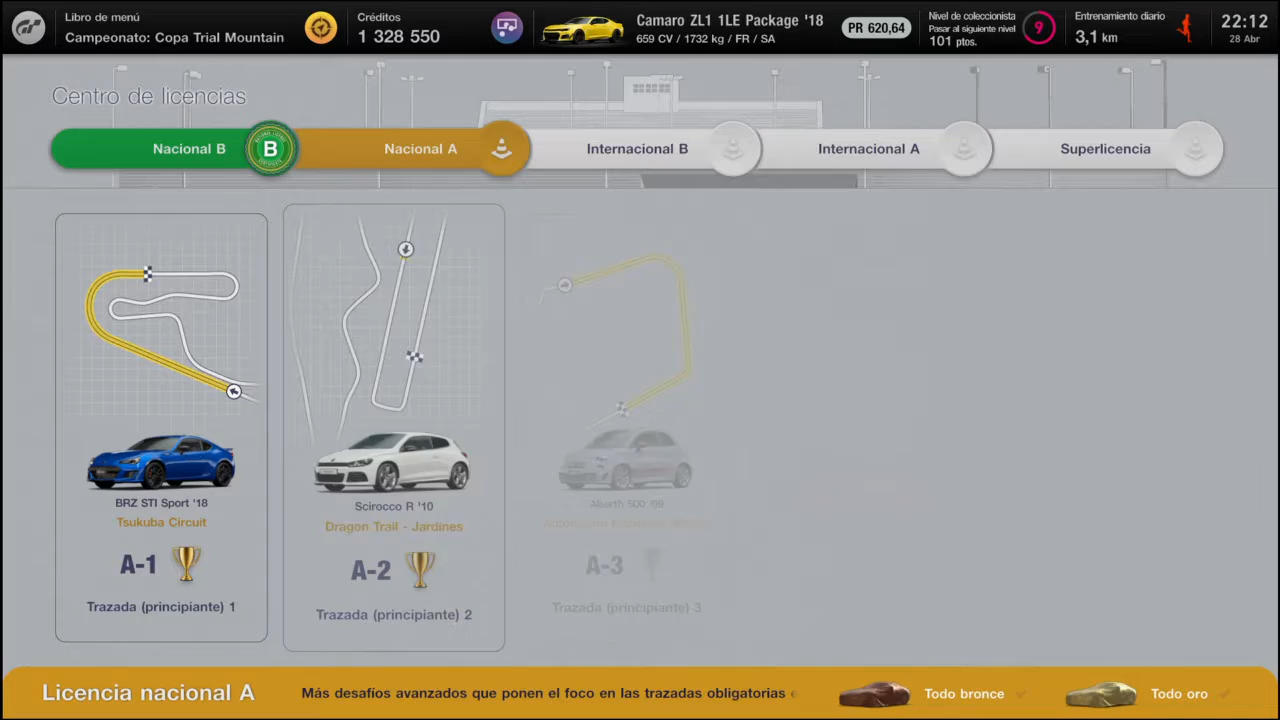 Libro de menú
Campeonato: Copa Trial Mountain
Créditos
1 328 550
Camaro ZL1 1LE Package '18
659 CV / 1732 kg / FR / SA
PR 620,64
Nivel de coleccionista
Pasar al siguiente nivel
101 ptos.
9
Entrenamiento diario
3,1 km
22:12
28 Abr
Centro de licencias
Nacional B
B
Nacional A
Internacional B
Internacional A
Superlicencia
BRZ STI Sport '18
Tsukuba Circuit
A-1
Trazada (principiante) 1
Scirocco R '10
Dragon Trail - Jardines
A-2
Trazada (principiante) 2
Abarth 500 '09
A-3
Trazada (principiante) 3
Licencia nacional A
Más desafíos avanzados que ponen el foco en las trazadas obligatorias
Todo bronce
Todo oro